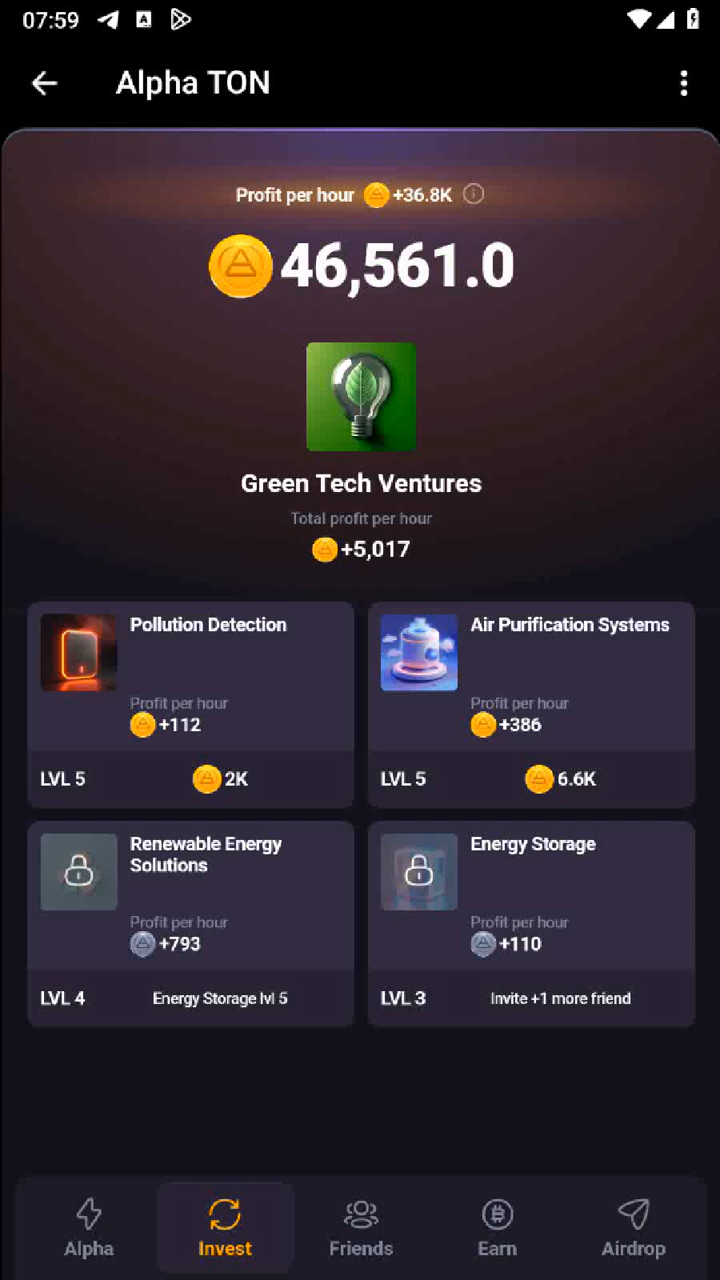 07:59
Alpha TON
Profit per hour +36.8K
46,561.0
Green Tech Ventures
Total profit per hour
+5,017
Pollution Detection
Profit per hour
+112
LVL 5 2K
Air Purification Systems
Profit per hour
+386
LVL 5 6.6K
Renewable Energy
Solutions
Profit per hour
+793
LVL 4 Energy Storage lvl 5
Energy Storage
Profit per hour
+110
LVL 3 Invite +1 more friend
Alpha Invest Friends Earn Airdrop